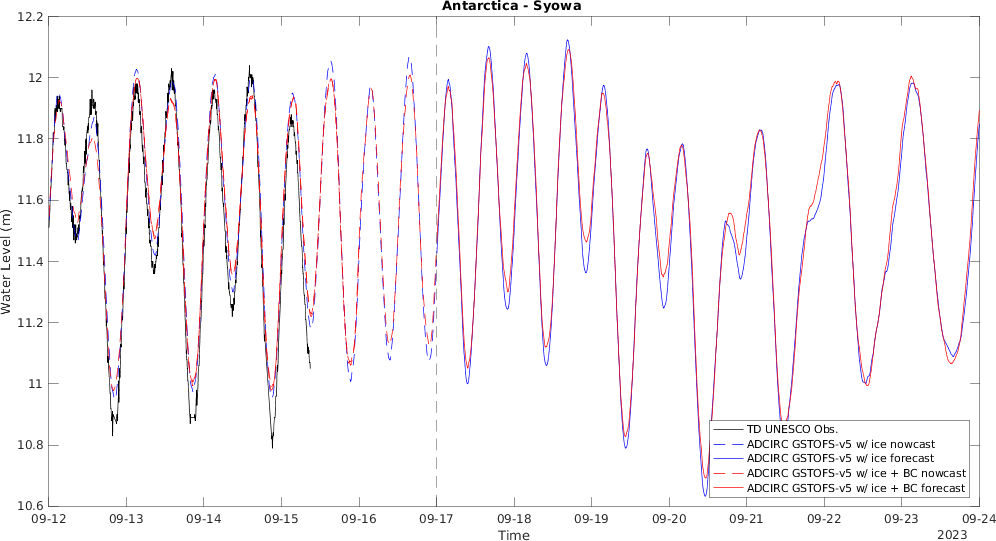 Antarctica - Syowa
12.2
12
11.8
11.6
11.4
11.2
11
10.8
10.6
Water Level (m)
TD UNESCO Obs.
ADCIRC GSTOFS-v5 w/ ice nowcast
ADCIRC GSTOFS-v5 w/ ice forecast
ADCIRC GSTOFS-v5 w/ ice + BC nowcast
ADCIRC GSTOFS-v5 w/ ice + BC forecast
09-12 09-13 09-14 09-15 09-16 09-17 09-18 09-19 09-20 09-21 09-22 09-23 09-24
Time
2023